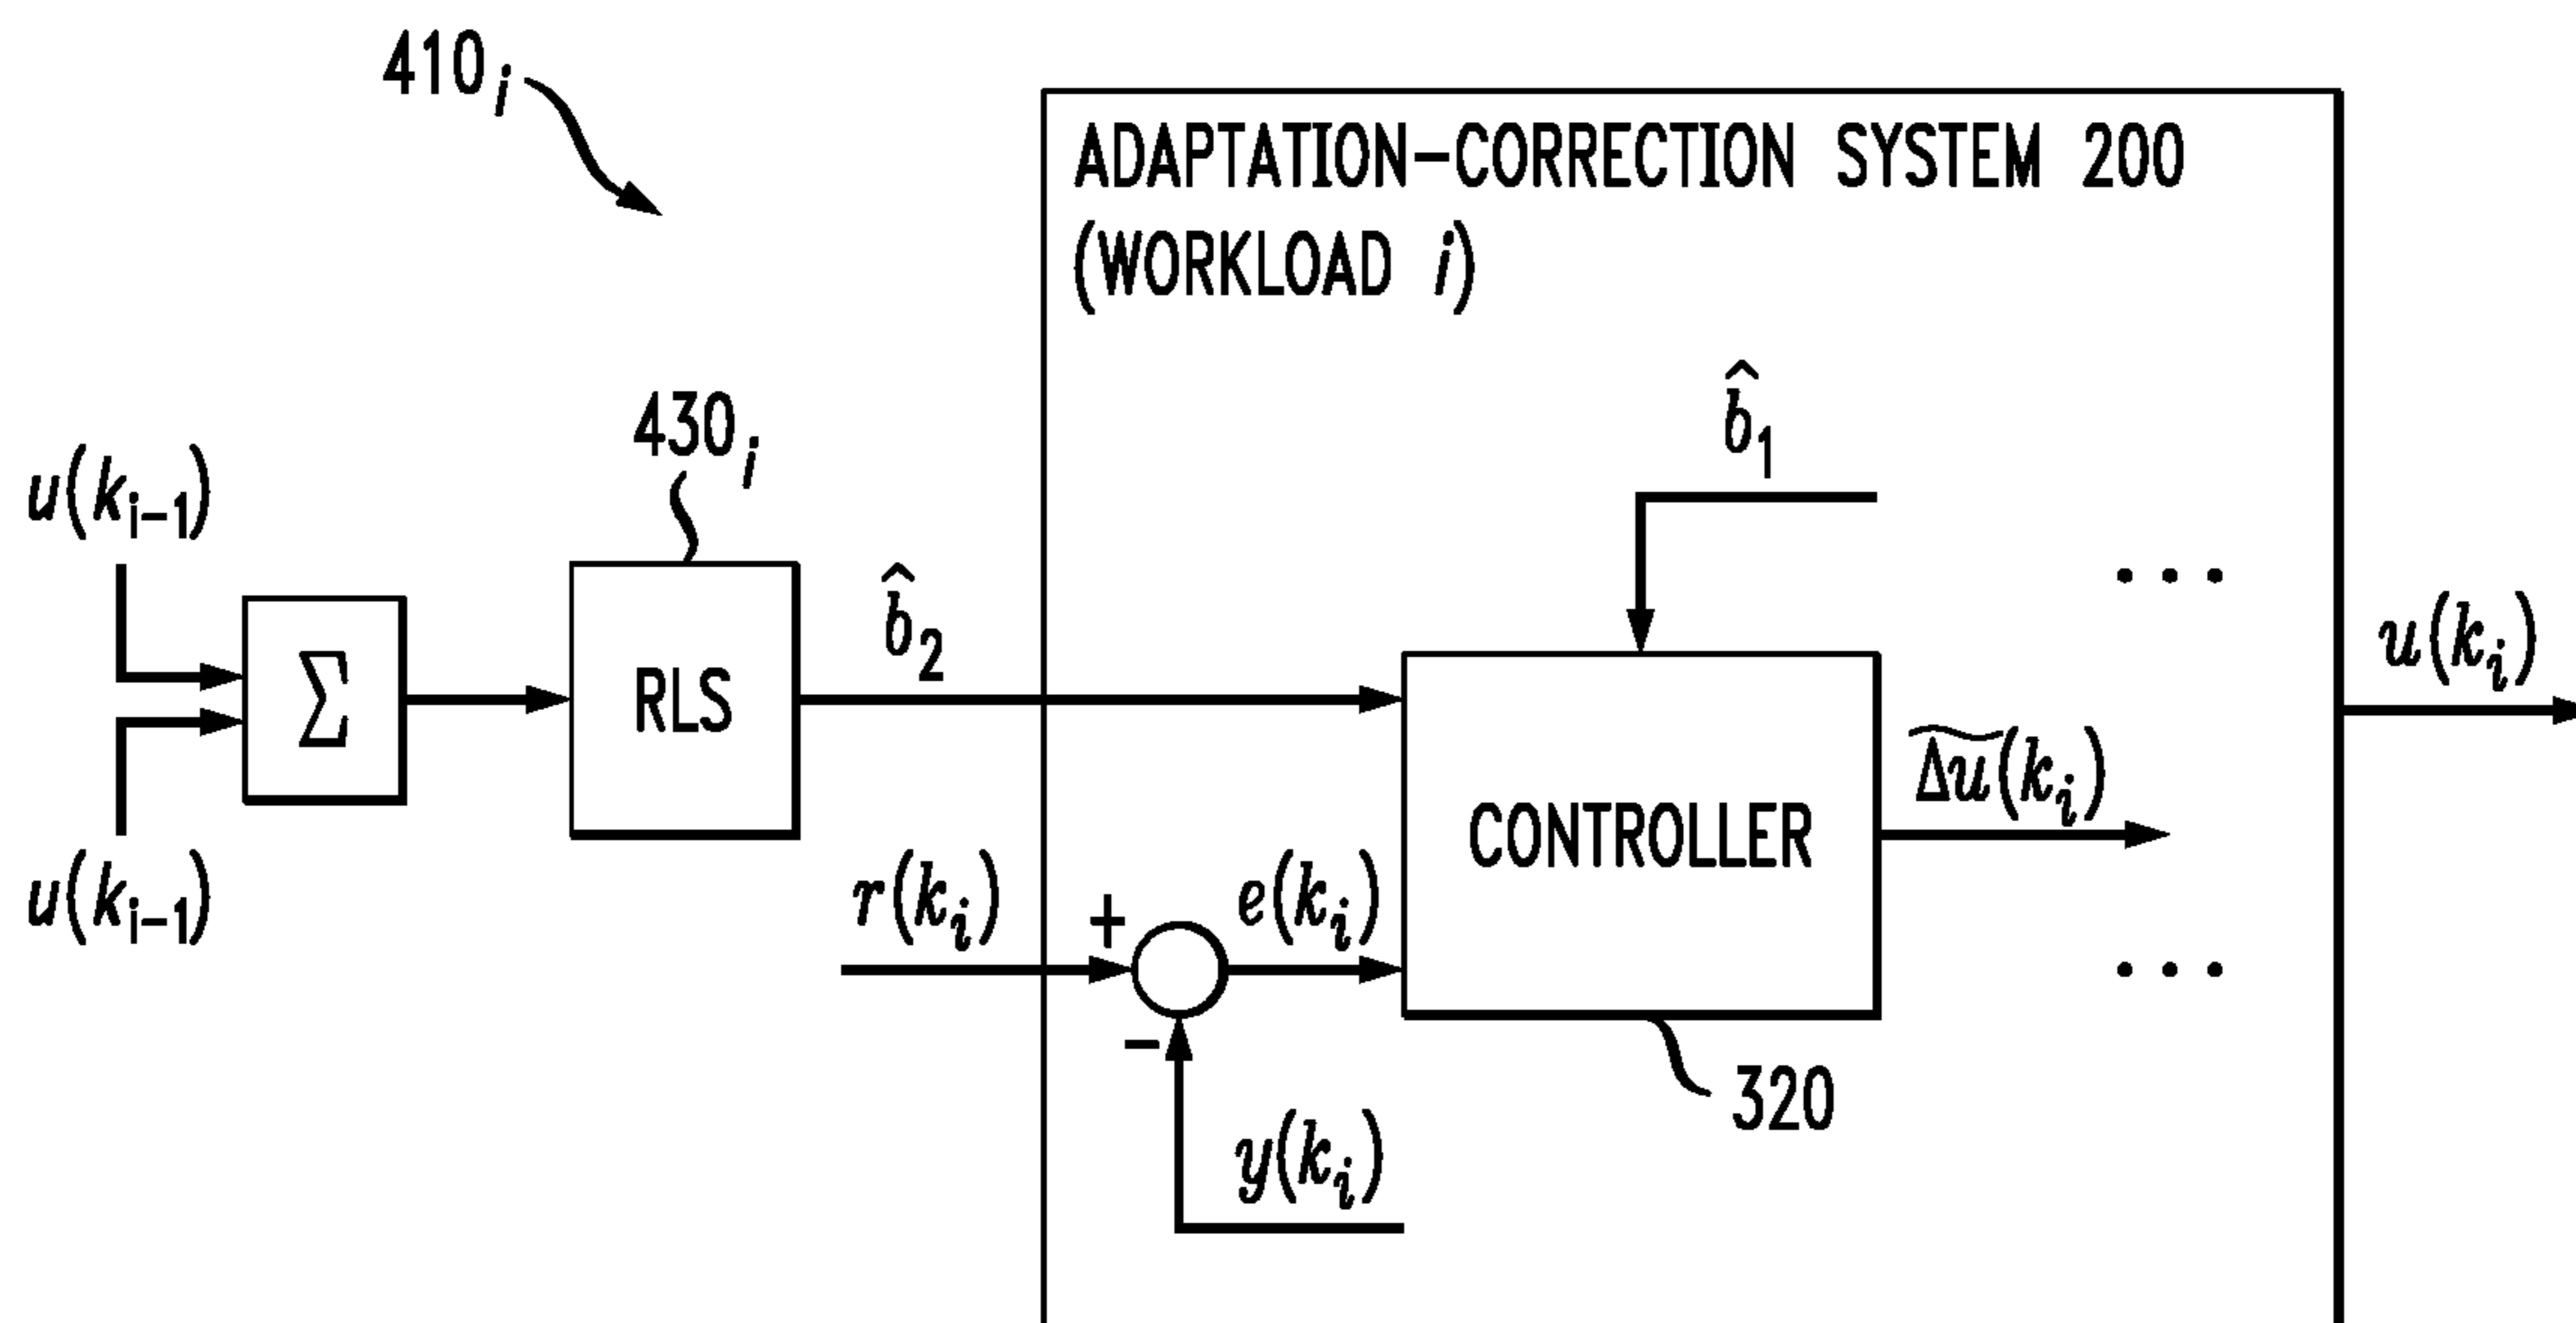 410i
ADAPTATION-CORRECTION SYSTEM 200
(WORKLOAD i)
430i
b̂1
u(ki-1)
b̂2
Σ
RLS
u(ki)
Δu~(ki)
CONTROLLER
u(ki-1)
r(ki)
+
e(ki)
-
y(ki)
320
...
...